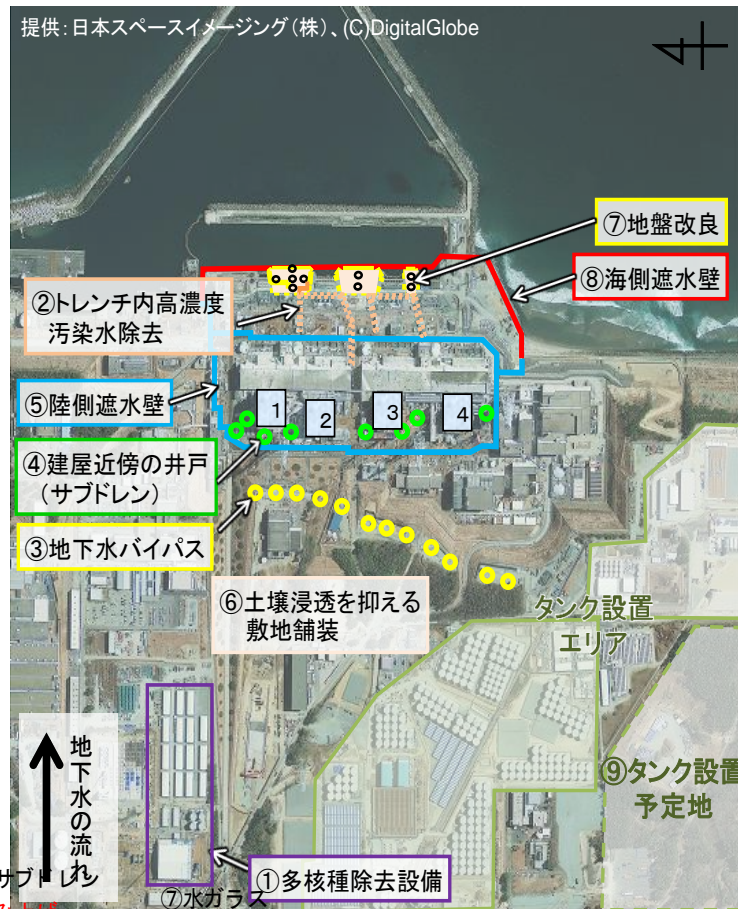 提供：日本スペースイメージング（株）、(C)DigitalGlobe
⑦地盤改良
⑧海側遮水壁
②トレンチ内高濃度
汚染水除去
⑤陸側遮水壁
1
2
3
4
④建屋近傍の井戸
（サブドレン）
③地下水バイパス
⑥土壌浸透を抑える
敷地舗装
タンク設置
エリア
⑨タンク設置
予定地
地下水の流れ
サブドレン
①多核種除去設備
⑦水ガラス